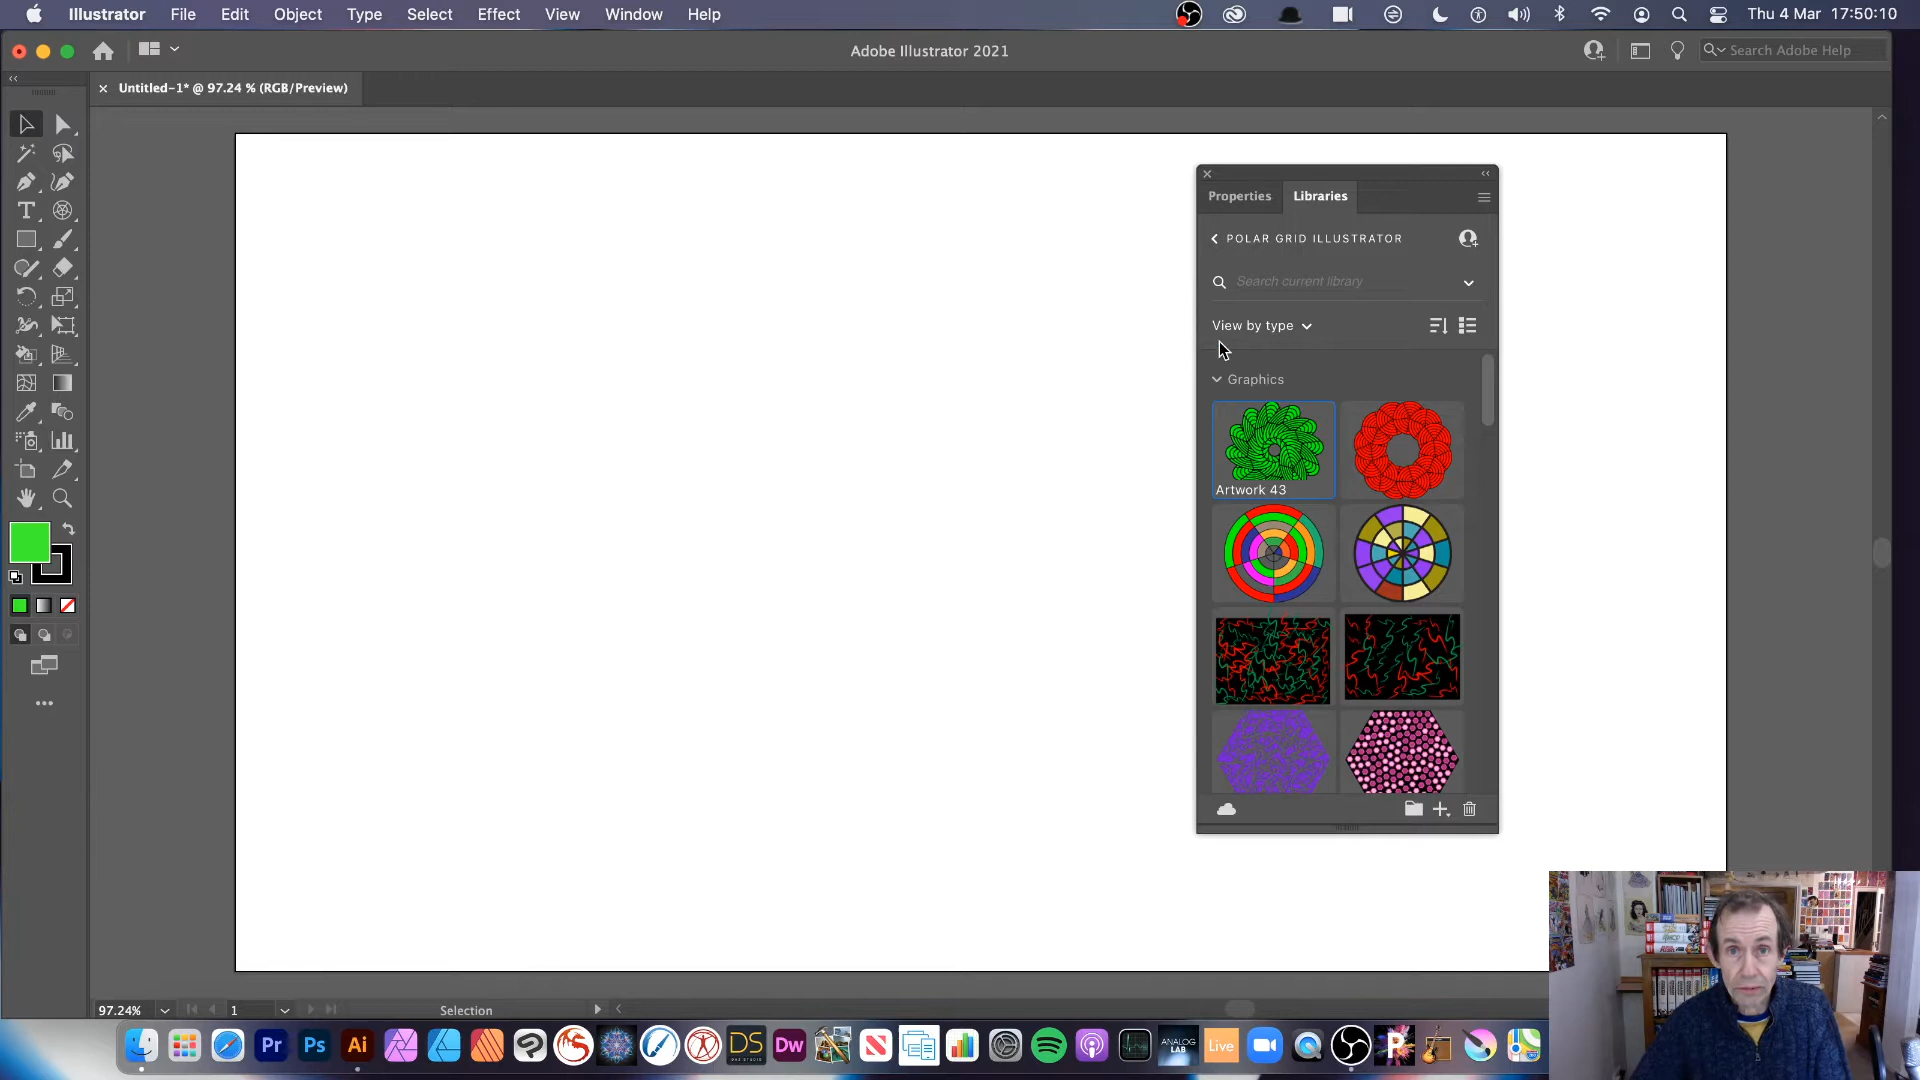 Illustrator File Edit Object Type Select Effect View Window Help
Thu 4 Mar 17:50:10
Adobe Illustrator 2021
Search Adobe Help
Untitled-1* @ 97.24 % (RGB/Preview)
Properties Libraries
POLAR GRID ILLUSTRATOR
Search current library
View by type
Graphics
Artwork 43
97.24%
1
Selection
Pr Ps Ai DS Dw ANALOG LAB Live P